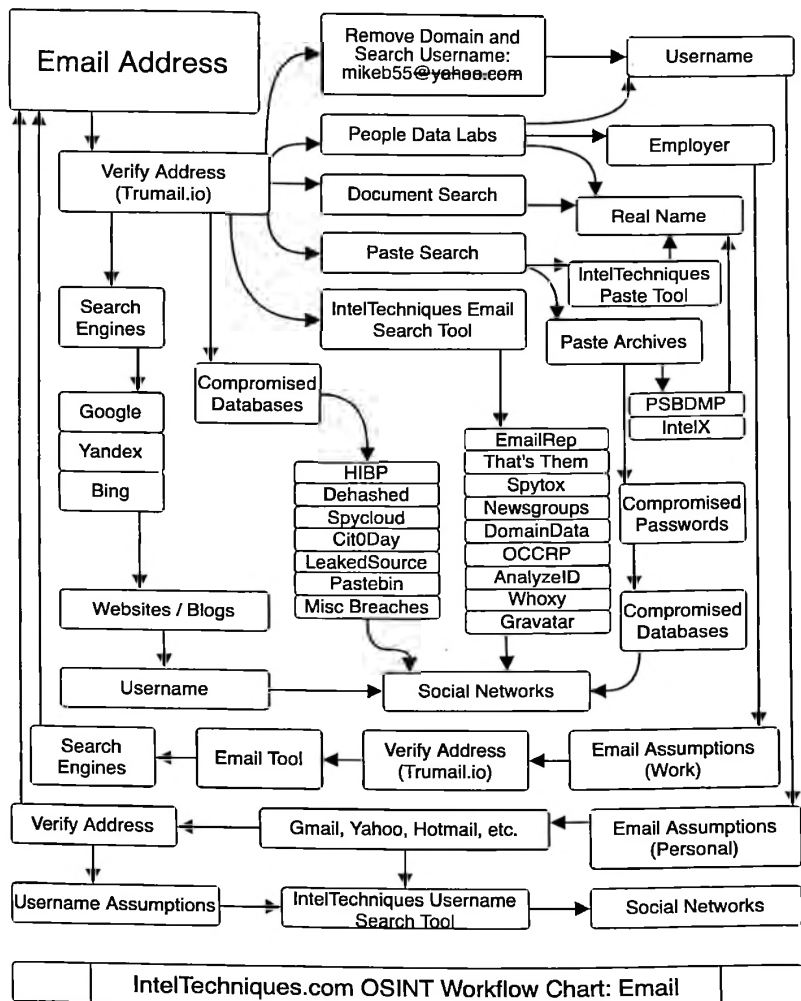 Email Address
Remove Domain and
Search Username:
mikeb55@yahoo.com
Username
People Data Labs
Employer
Verify Address
(Trumail.io)
Document Search
Real Name
Paste Search
IntelTechniques
Paste Tool
Search
Engines
IntelTechniques Email
Search Tool
Paste Archives
Compromised
Databases
PSBDMP
IntelX
Google
Yandex
Bing
HIBP
Dehashed
Spycloud
Cit0Day
LeakedSource
Pastebin
Misc Breaches
EmailRep
That's Them
Spytox
Newsgroups
DomainData
OCCRP
AnalyzeID
Whoxy
Gravatar
Compromised
Passwords
Compromised
Databases
Websites / Blogs
Username
Social Networks
Search
Engines
Email Tool
Verify Address
(Trumail.io)
Email Assumptions
(Work)
Verify Address
Gmail, Yahoo, Hotmail, etc.
Email Assumptions
(Personal)
Username Assumptions
IntelTechniques Username
Search Tool
Social Networks
IntelTechniques.com OSINT Workflow Chart: Email